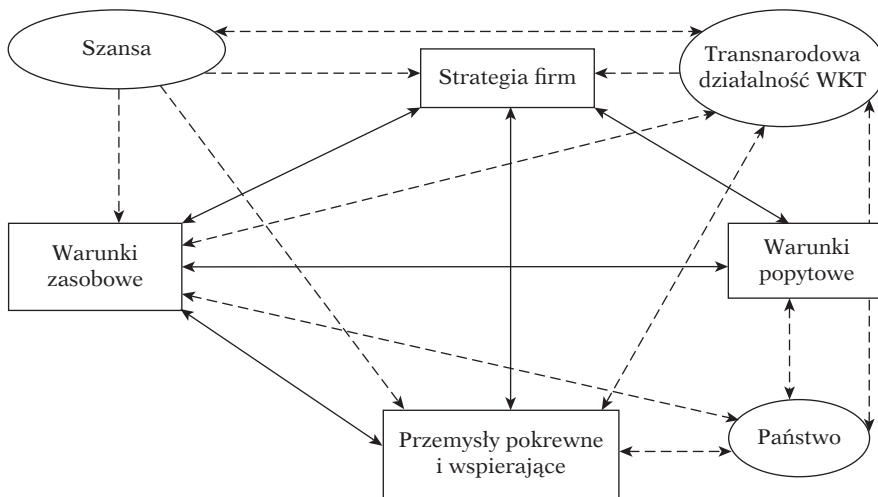 Szansa
Strategia firm
Transnarodowa
działalność WKT
Warunki
zasobowe
Warunki
popytowe
Przemysły pokrewne
i wspierające
Państwo